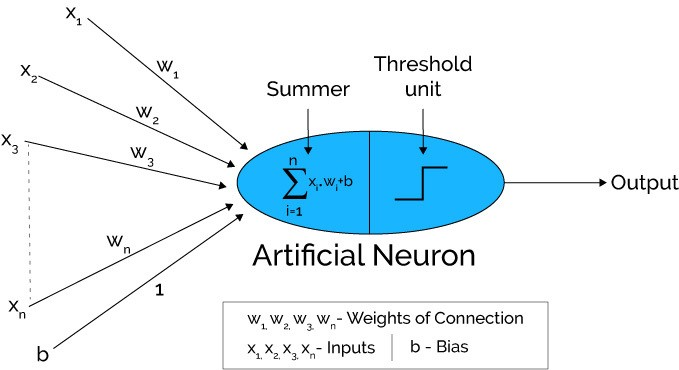 x₁
w₁
x₂
w₂
x₃
w₃
xₙ
wₙ
b
1
Summer
Threshold
unit
n
∑ xᵢ.wᵢ+b
i=1
Output
Artificial Neuron
w₁, w₂, w₃, wₙ- Weights of Connection
x₁, x₂, x₃, xₙ- Inputs | b - Bias